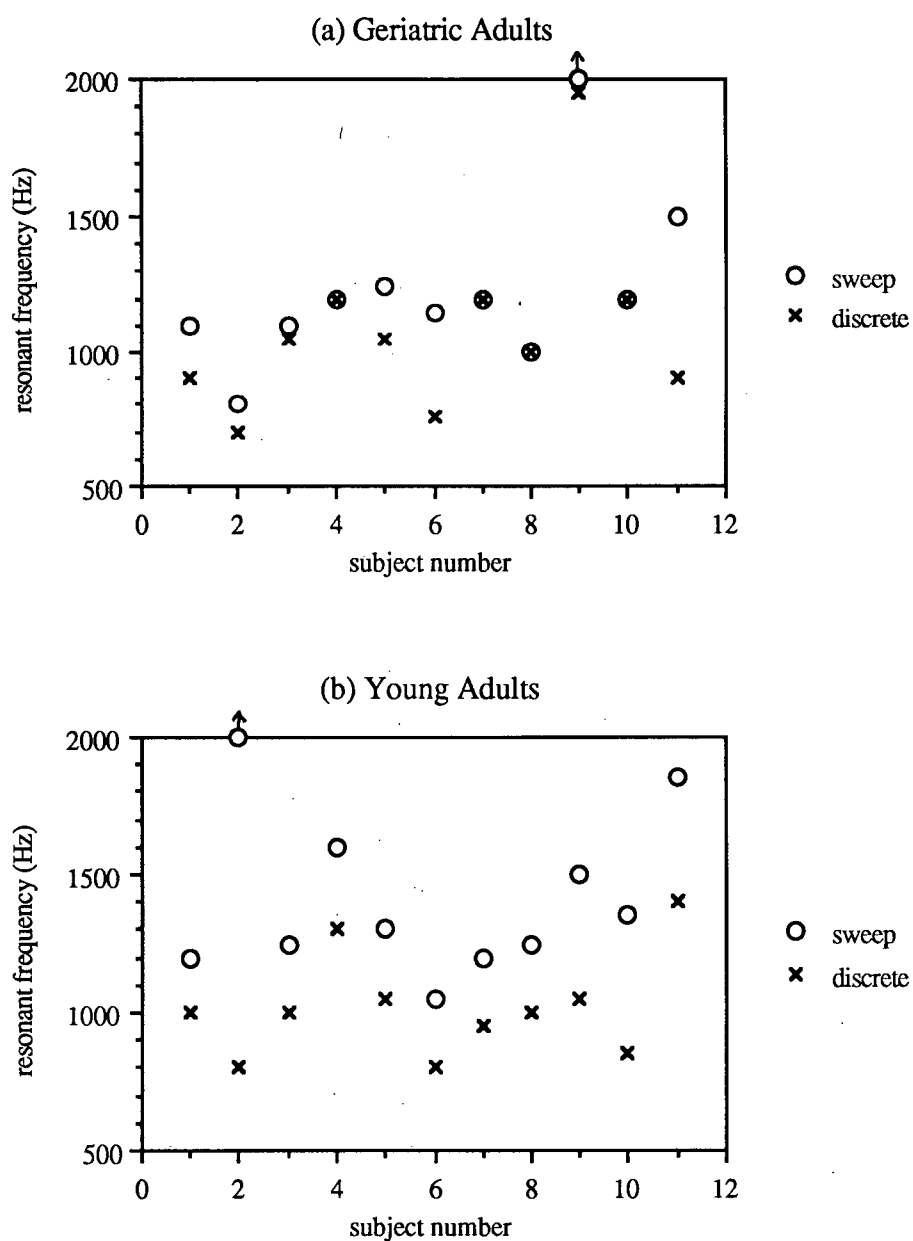 (a) Geriatric Adults
2000
1500
1000
500
0 2 4 6 8 10 12
resonant frequency (Hz)
subject number
sweep
discrete
(b) Young Adults
2000
1500
1000
500
0 2 4 6 8 10 12
resonant frequency (Hz)
subject number
sweep
discrete